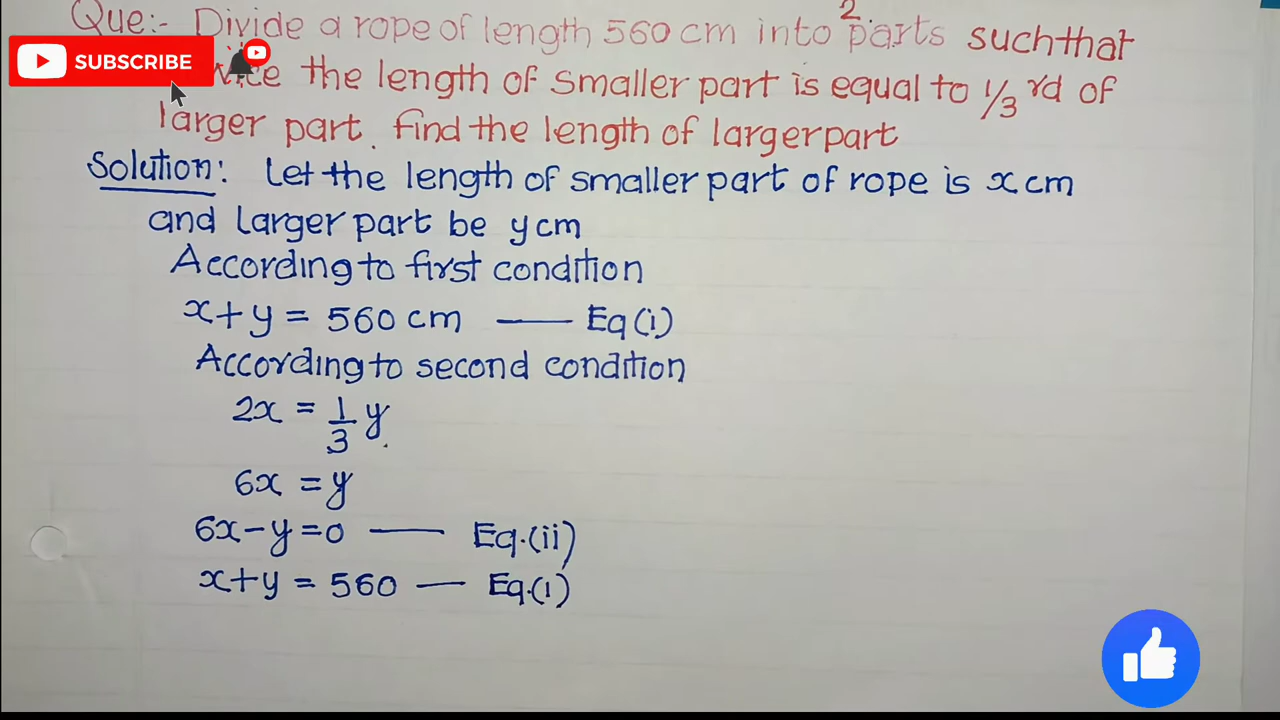 Que:- Divide a rope of length 560 cm into 2 parts such that
SUBSCRIBE
the length of smaller part is equal to 1/3 rd of
larger part. find the length of larger part
Solution: Let the length of smaller part of rope is x cm
and larger part be y cm
According to first condition
x+y = 560 cm — Eq(i)
According to second condition
2x = 1/3 y
6x = y
6x-y=0 — Eq.(ii)
x+y = 560 — Eq.(i)